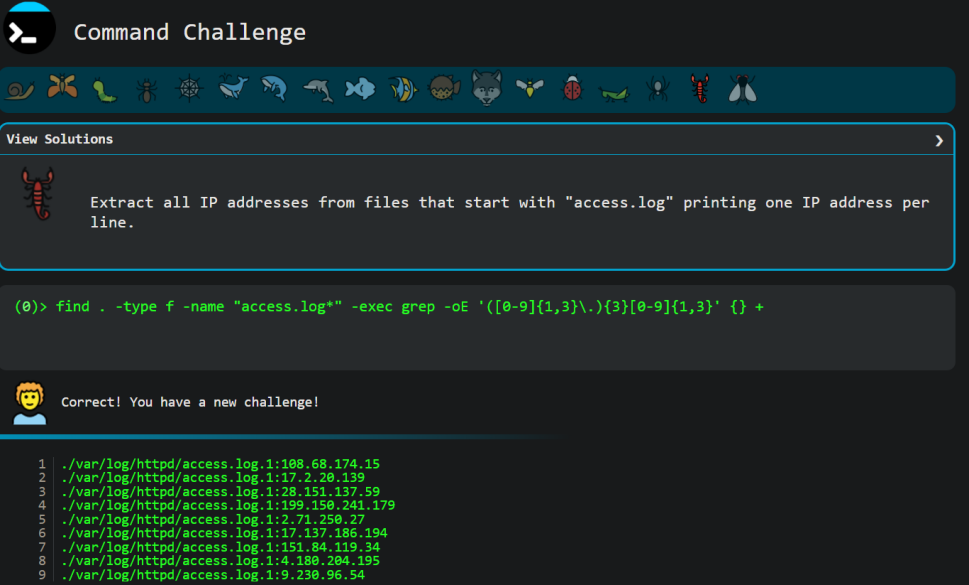 Command Challenge
View Solutions
Extract all IP addresses from files that start with "access.log" printing one IP address per
line.
(0)> find . -type f -name "access.log*" -exec grep -oE '([0-9]{1,3}\.){3}[0-9]{1,3}' {} +
Correct! You have a new challenge!
1 ./var/log/httpd/access.log.1:108.68.174.15
2 ./var/log/httpd/access.log.1:17.2.20.139
3 ./var/log/httpd/access.log.1:28.151.137.59
4 ./var/log/httpd/access.log.1:199.150.241.179
5 ./var/log/httpd/access.log.1:2.71.250.27
6 ./var/log/httpd/access.log.1:17.137.186.194
7 ./var/log/httpd/access.log.1:151.84.119.34
8 ./var/log/httpd/access.log.1:4.180.204.195
9 ./var/log/httpd/access.log.1:9.230.96.54